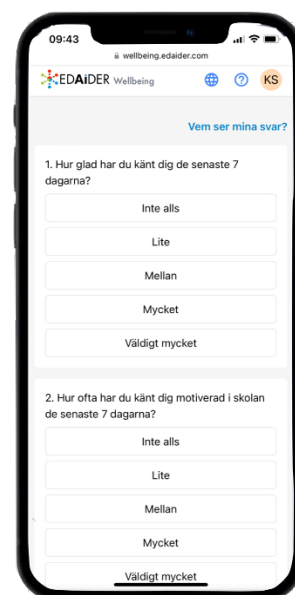 09:43
wellbeing.edaider.com
EDAiDER Wellbeing
KS
Vem ser mina svar?
1. Hur glad har du känt dig de senaste 7
dagarna?
Inte alls
Lite
Mellan
Mycket
Väldigt mycket
2. Hur ofta har du känt dig motiverad i skolan
de senaste 7 dagarna?
Inte alls
Lite
Mellan
Mycket
Väldigt mycket